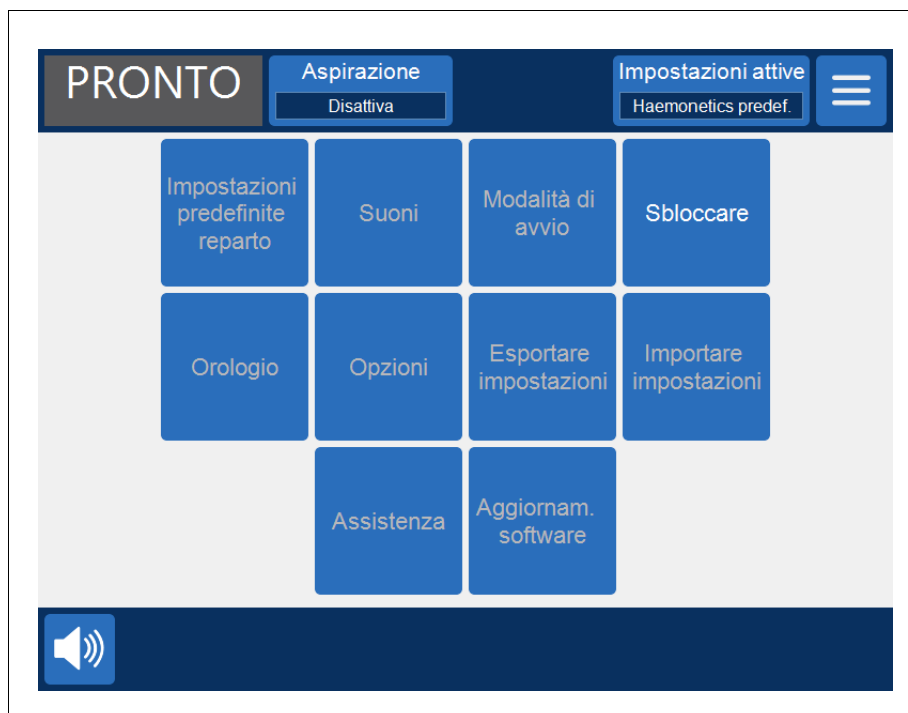 PRONTO
Aspirazione
Disattiva
Impostazioni attive
Haemonetics predef.
Impostazioni
predefinite
reparto
Suoni
Modalità di
avvio
Sbloccare
Orologio
Opzioni
Esportare
impostazioni
Importare
impostazioni
Assistenza
Aggiornam.
software